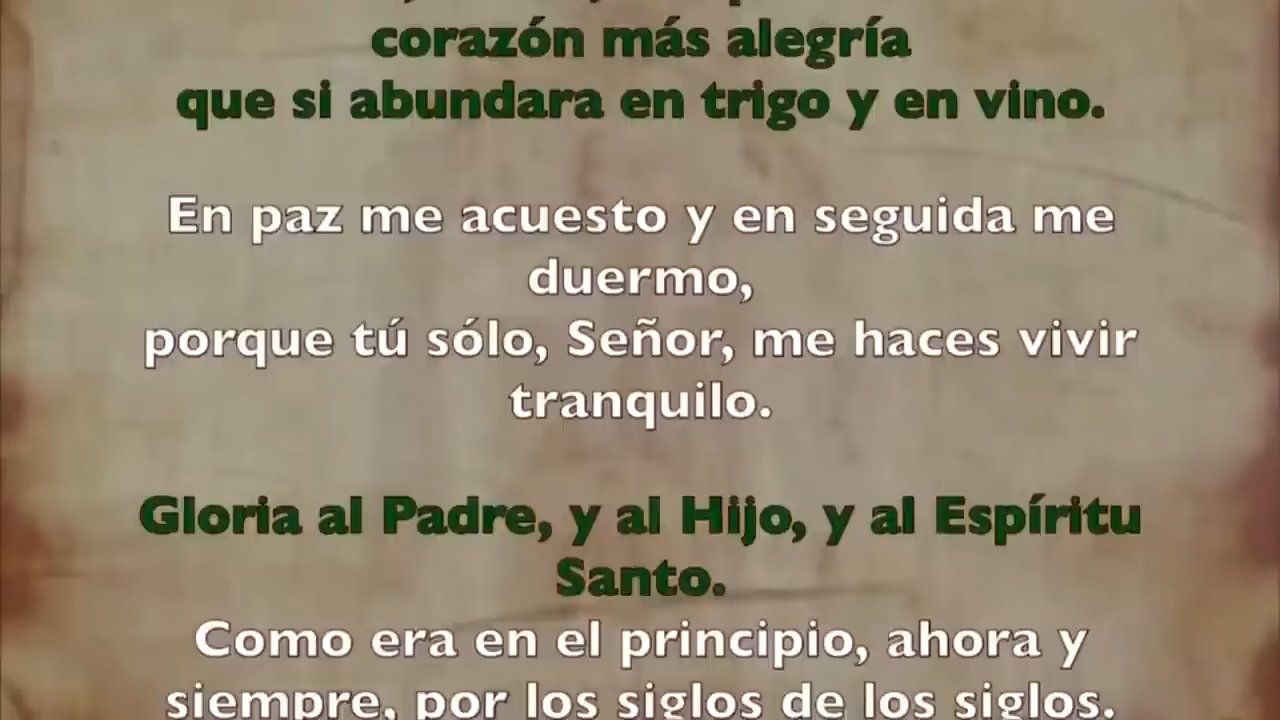 corazón más alegría
que si abundara en trigo y en vino.
En paz me acuesto y en seguida me
duermo,
porque tú sólo, Señor, me haces vivir
tranquilo.
Gloria al Padre, y al Hijo, y al Espíritu
Santo.
Como era en el principio, ahora y
siempre, por los siglos de los siglos.